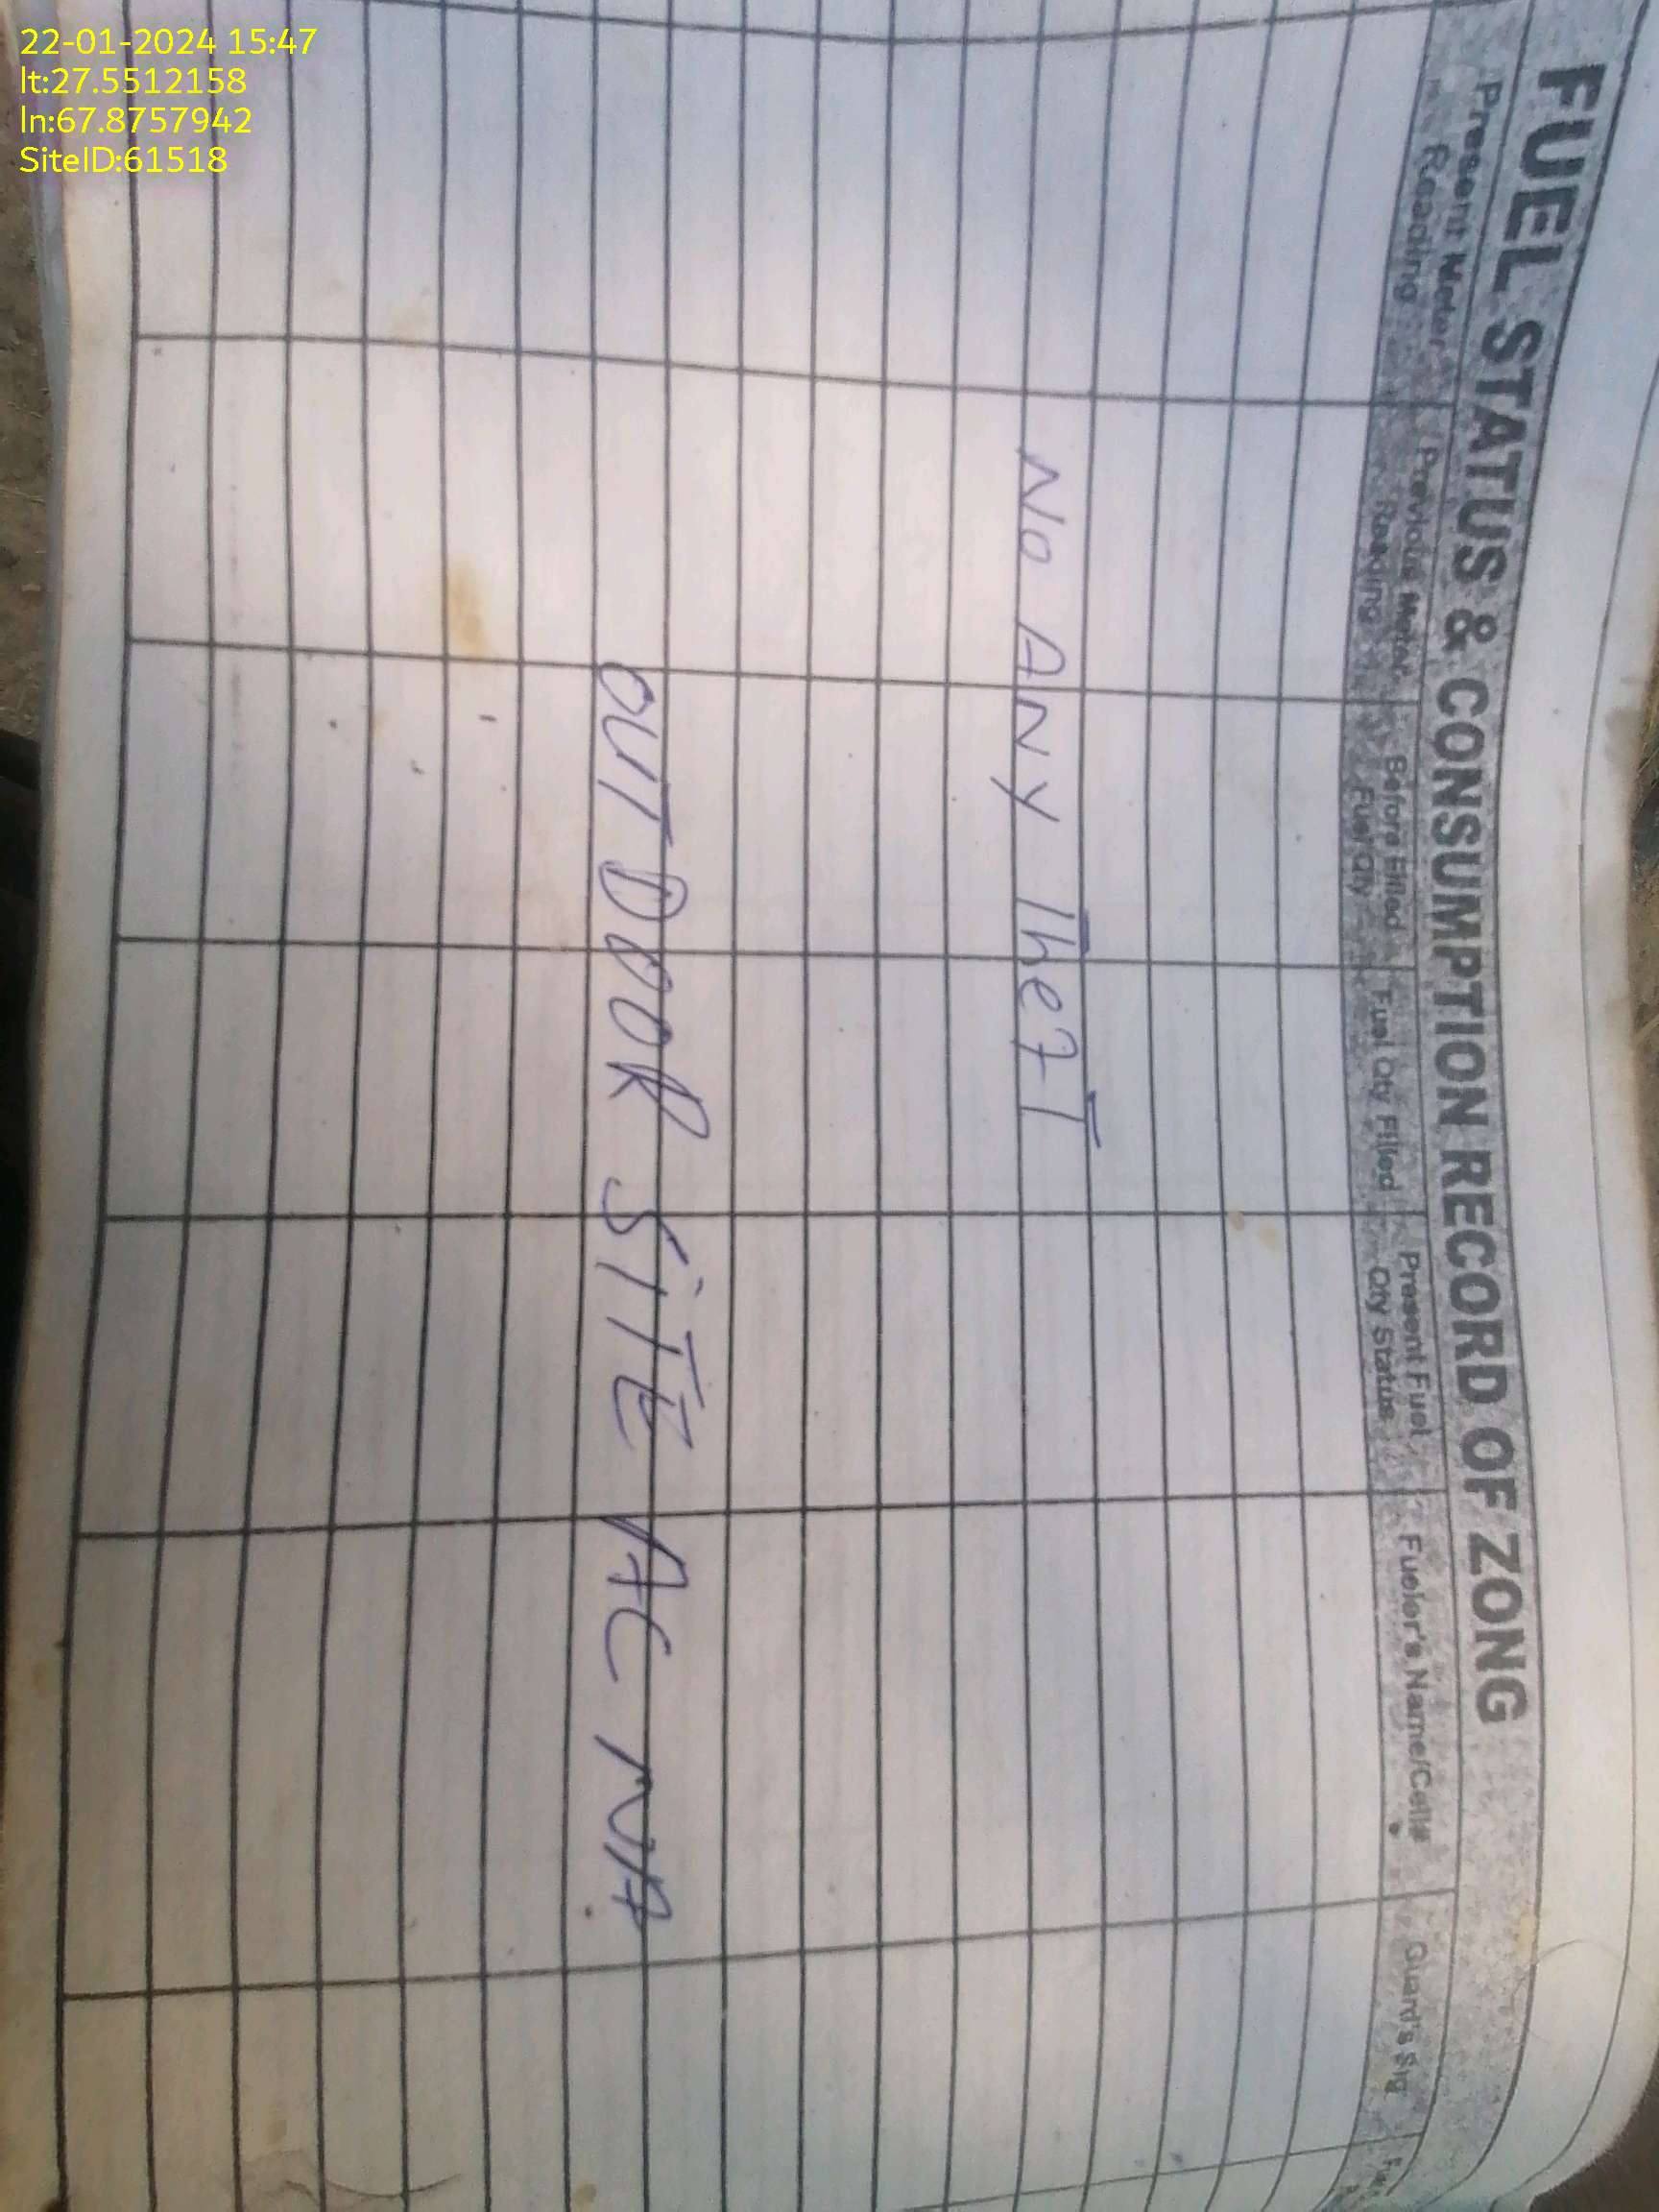 22-01-2024 15:47
lt:27.5512158
ln:67.8757942
SiteID:61518
FUEL STATUS & CONSUMPTION RECORD OF ZONG
Present Meter Reading
Previous Meter Reading
Before Filled Fuel Qty
Fuel Qty Filled
Present Fuel Qty Status
Fueler's Name/Cell#
Guard's Sig
No ANy TheFT
OUTDOOR SiTE AC NA